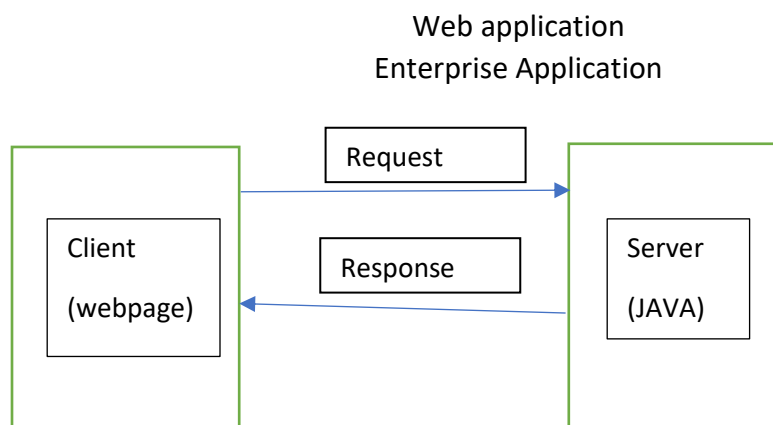 Web application
Enterprise Application
Request
Client
(webpage)
Response
Server
(JAVA)